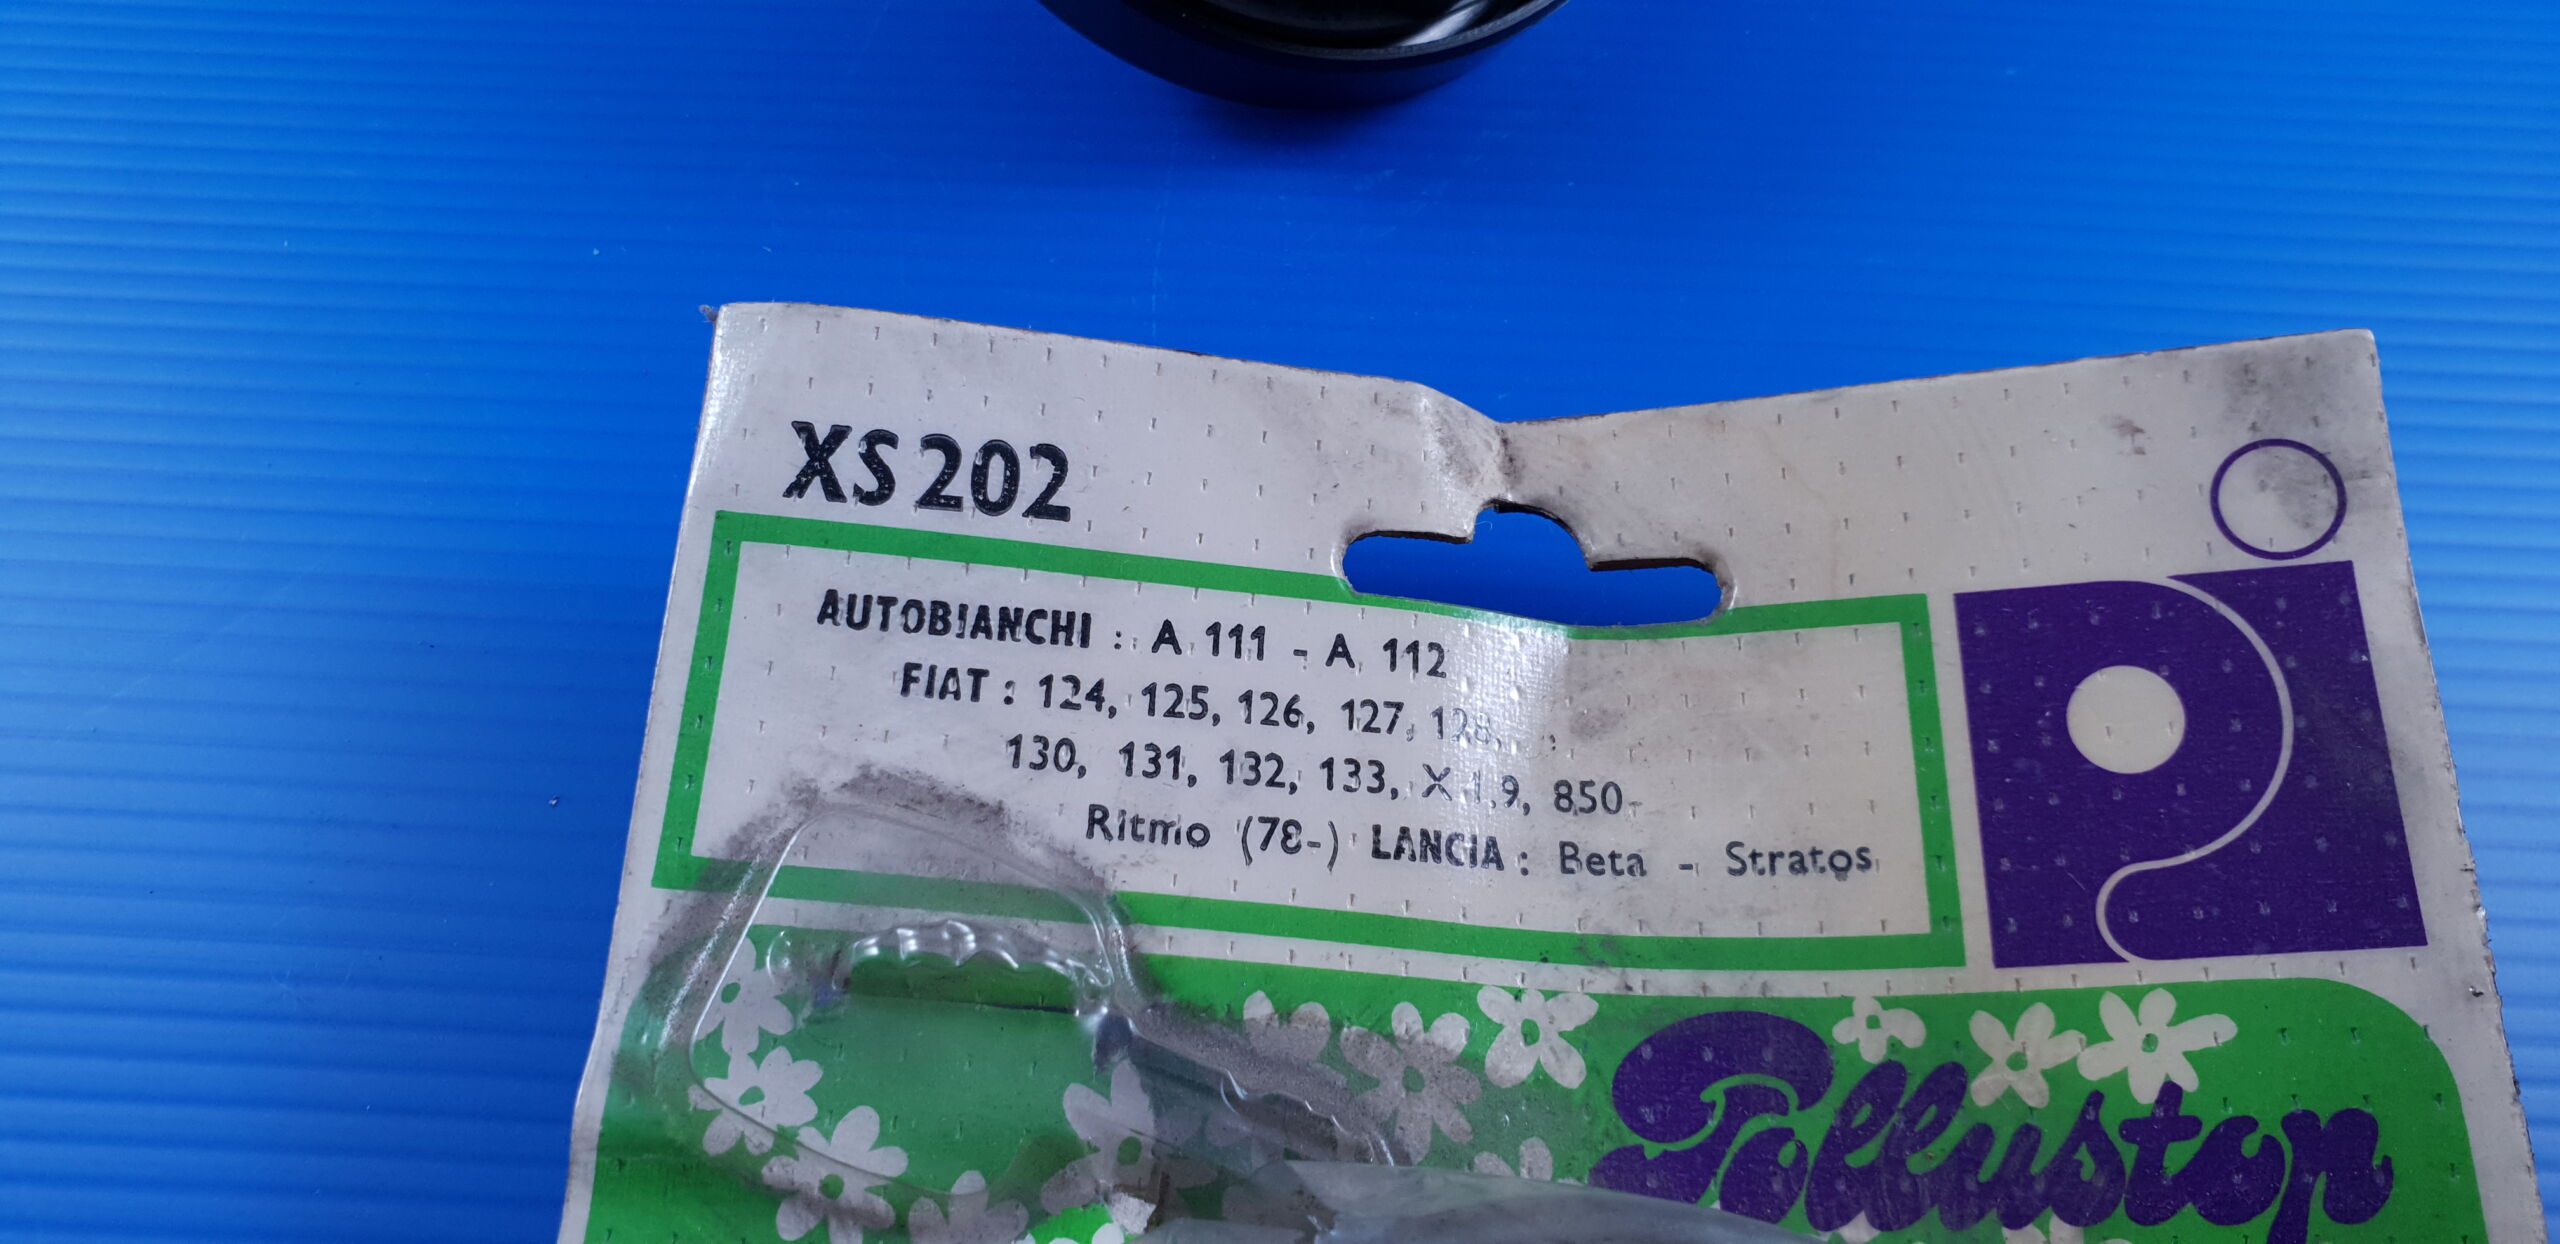 XS 202
AUTOBIANCHI : A 111 - A 112
FIAT : 124, 125, 126, 127, 128,
130, 131, 132, 133, X 1.9, 850-
Ritmo (78-) LANCIA : Beta - Stratos
Pollustop